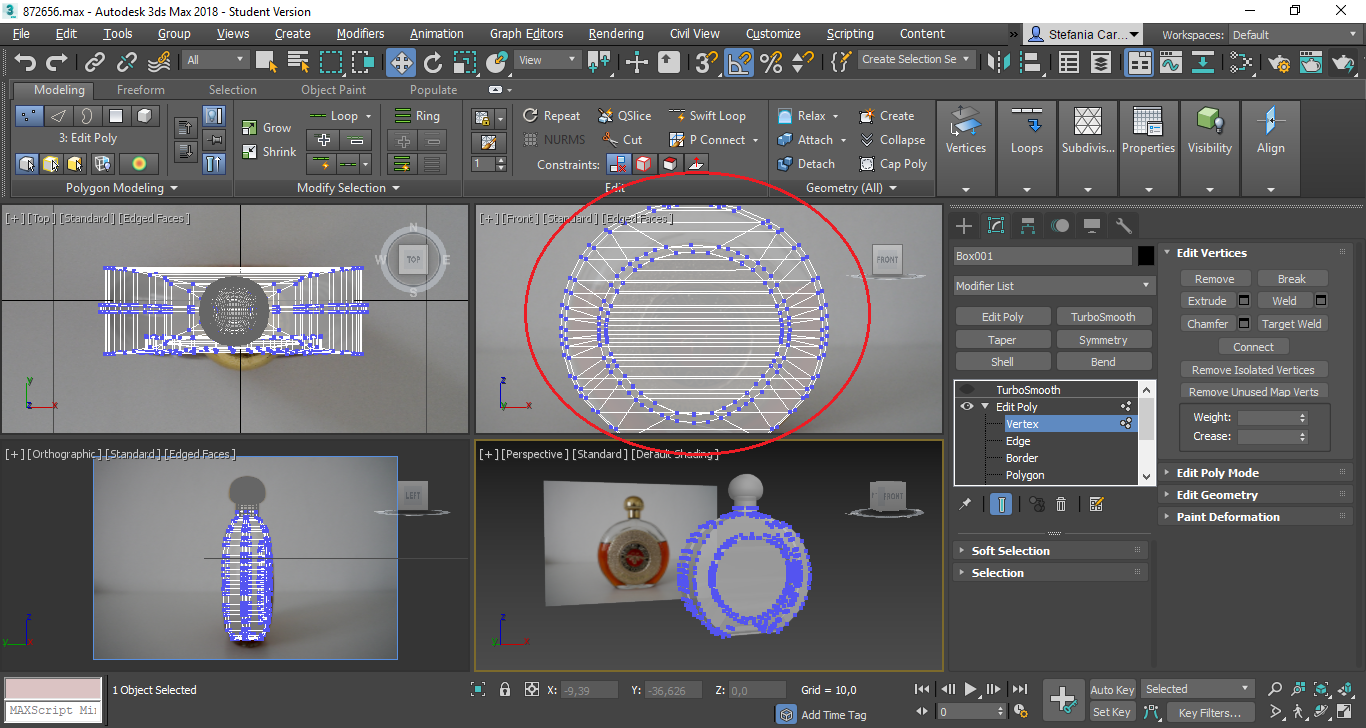 872656.max - Autodesk 3ds Max 2018 - Student Version
File Edit Tools Group Views Create Modifiers Animation Graph Editors Rendering Civil View Customize Scripting Content » Stefania Car... Workspaces: Default
All View 3 Create Selection Se
Modeling Freeform Selection Object Paint Populate
Loop Ring Repeat QSlice Swift Loop Relax Create
3: Edit Poly Grow NURMS Cut P Connect Attach Collapse Vertices Loops Subdivis... Properties Visibility Align
Shrink 1 Constraints: Detach Cap Poly
Polygon Modeling Modify Selection Edit Geometry (All)
[+] [Top] [Standard] [Edged Faces]
N
W TOP E
S
y
z x
[+] [Front] [Standard] [Edged Faces]
FRONT
z
y x
[+] [Orthographic] [Standard] [Edged Faces]
LEFT
z
y
[+] [Perspective] [Standard] [Default Shading]
FRONT
z
y x
Box001
Modifier List
Edit Poly TurboSmooth
Taper Symmetry
Shell Bend
TurboSmooth
Edit Poly
Vertex
Edge
Border
Polygon
Soft Selection
Selection
Edit Vertices
Remove Break
Extrude Weld
Chamfer Target Weld
Connect
Remove Isolated Vertices
Remove Unused Map Verts
Weight:
Crease:
Edit Poly Mode
Edit Geometry
Paint Deformation
MAXScript Mi
1 Object Selected
X: -9,39 Y: -36,626 Z: 0,0 Grid = 10,0
Add Time Tag
0
Auto Key Selected
Set Key Key Filters...